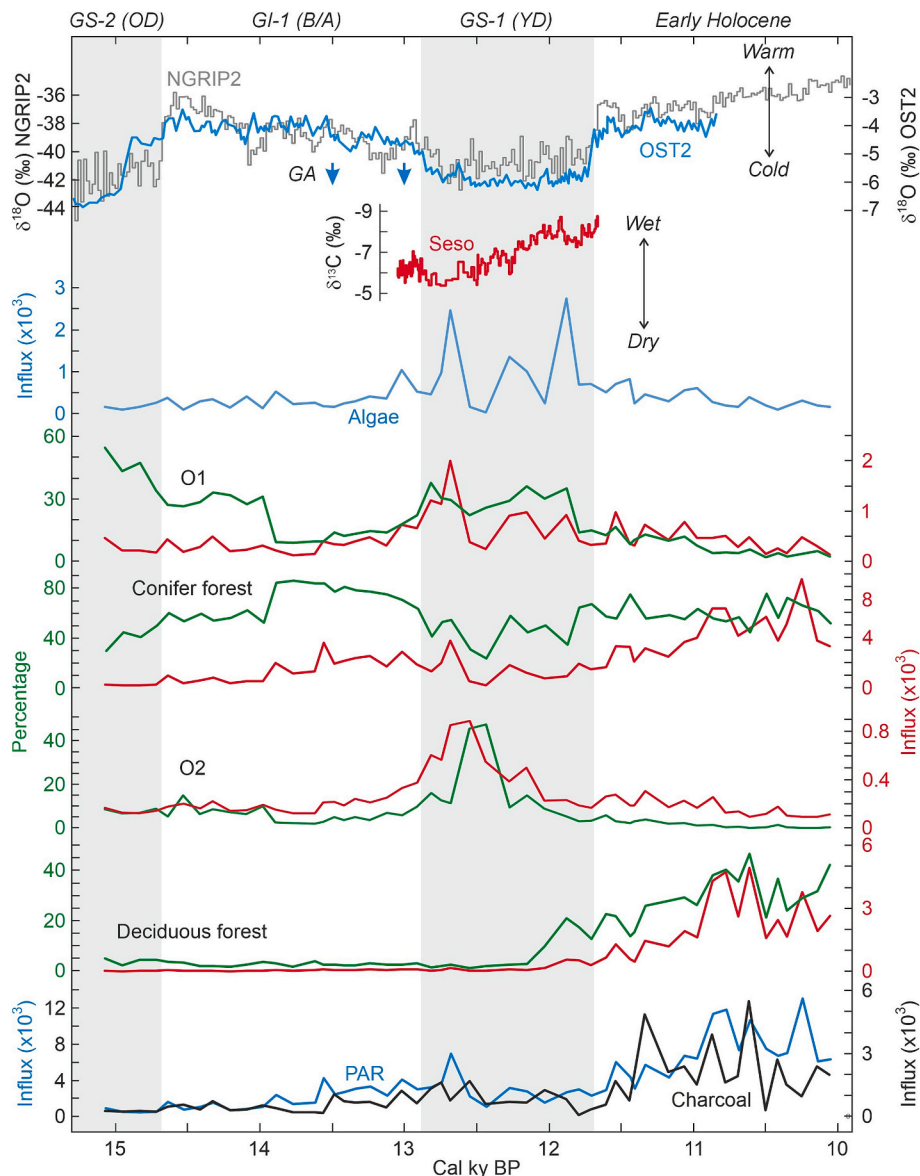 GS-2 (OD) GI-1 (B/A) GS-1 (YD) Early Holocene
Warm
Cold
NGRIP2
OST2
GA
δ18O (‰) NGRIP2
-36
-38
-40
-42
-44
δ18O (‰) OST2
-3
-4
-5
-6
-7
δ13C (‰)
-9
-7
-5
Seso
Wet
Dry
Influx (x10³)
3
2
1
0
Algae
60
30
0
O1
2
1
0
80
40
0
Conifer forest
8
4
0
Percentage
Influx (x10³)
40
20
0
O2
0.8
0.4
0
40
20
0
Deciduous forest
6
3
0
Influx (x10³)
12
8
4
0
PAR
Charcoal
6
3
0
Influx (x10³)
15 14 13 12 11 10
Cal ky BP